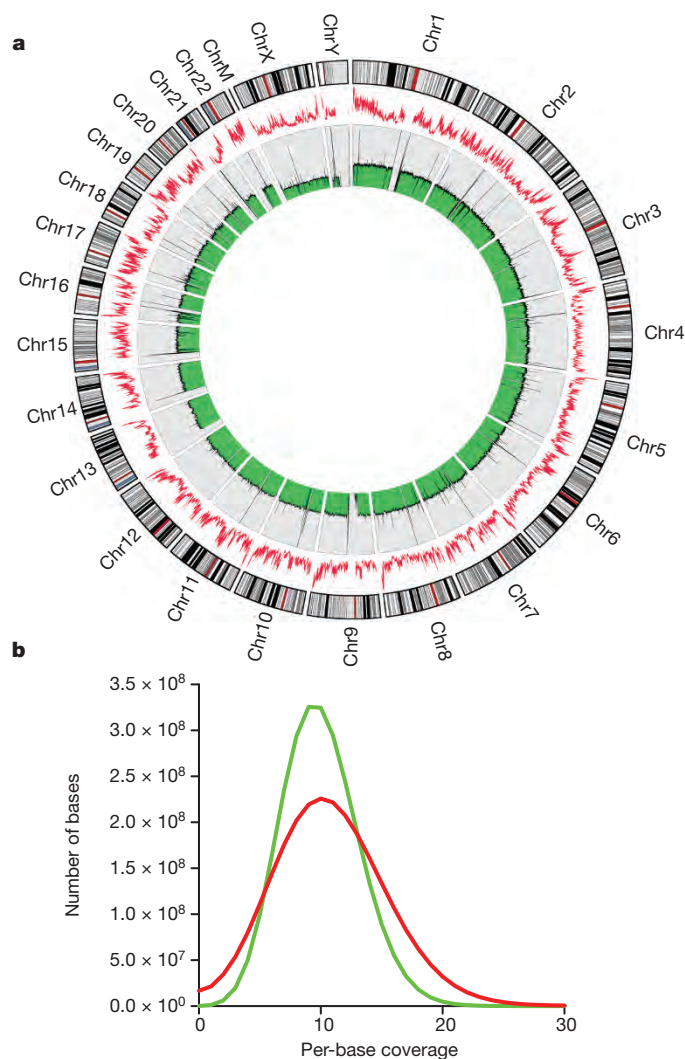 a
Chr1
Chr2
Chr3
Chr4
Chr5
Chr6
Chr7
Chr8
Chr9
Chr10
Chr11
Chr12
Chr13
Chr14
Chr15
Chr16
Chr17
Chr18
Chr19
Chr20
Chr21
Chr22
ChrM
ChrX
ChrY
b
Number of bases
3.5 × 10⁸
3.0 × 10⁸
2.5 × 10⁸
2.0 × 10⁸
1.5 × 10⁸
1.0 × 10⁸
5.0 × 10⁷
0.0 × 10⁰
0 10 20 30
Per-base coverage